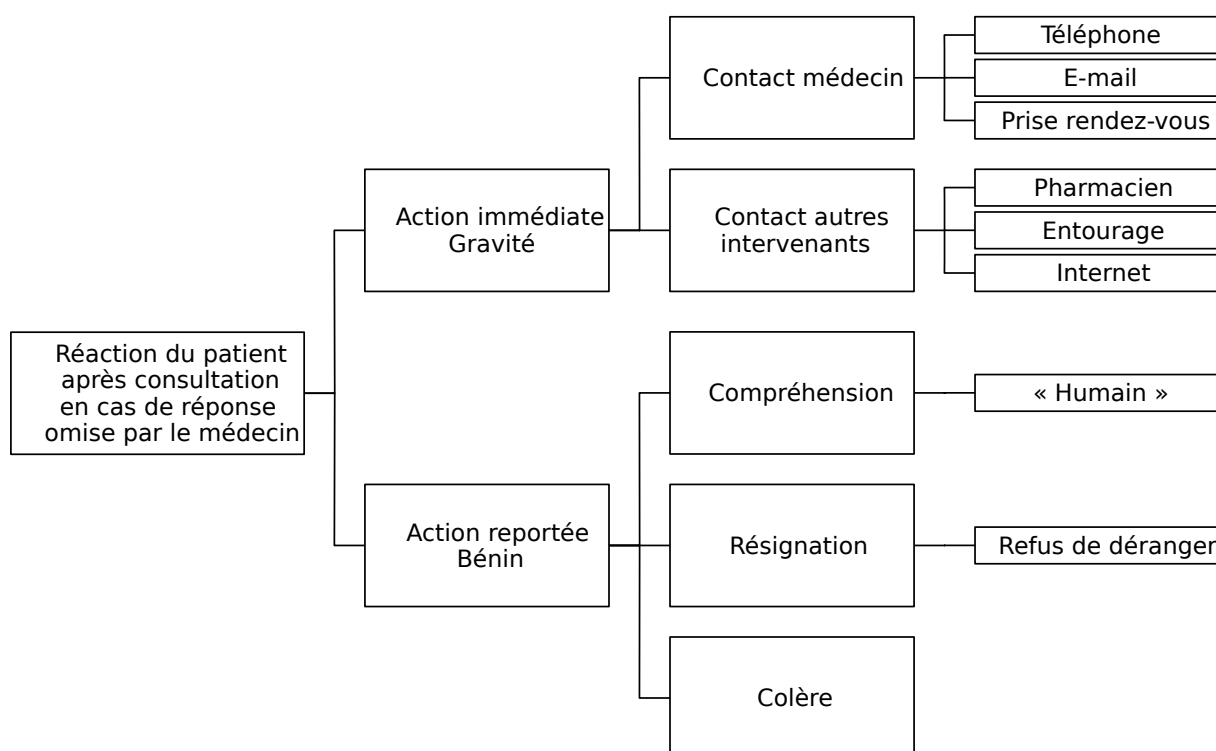 Réaction du patient
après consultation
en cas de réponse
omise par le médecin
Action immédiate
Gravité
Contact médecin
Téléphone
E-mail
Prise rendez-vous
Contact autres
intervenants
Pharmacien
Entourage
Internet
Action reportée
Bénin
Compréhension
« Humain »
Résignation
Refus de déranger
Colère